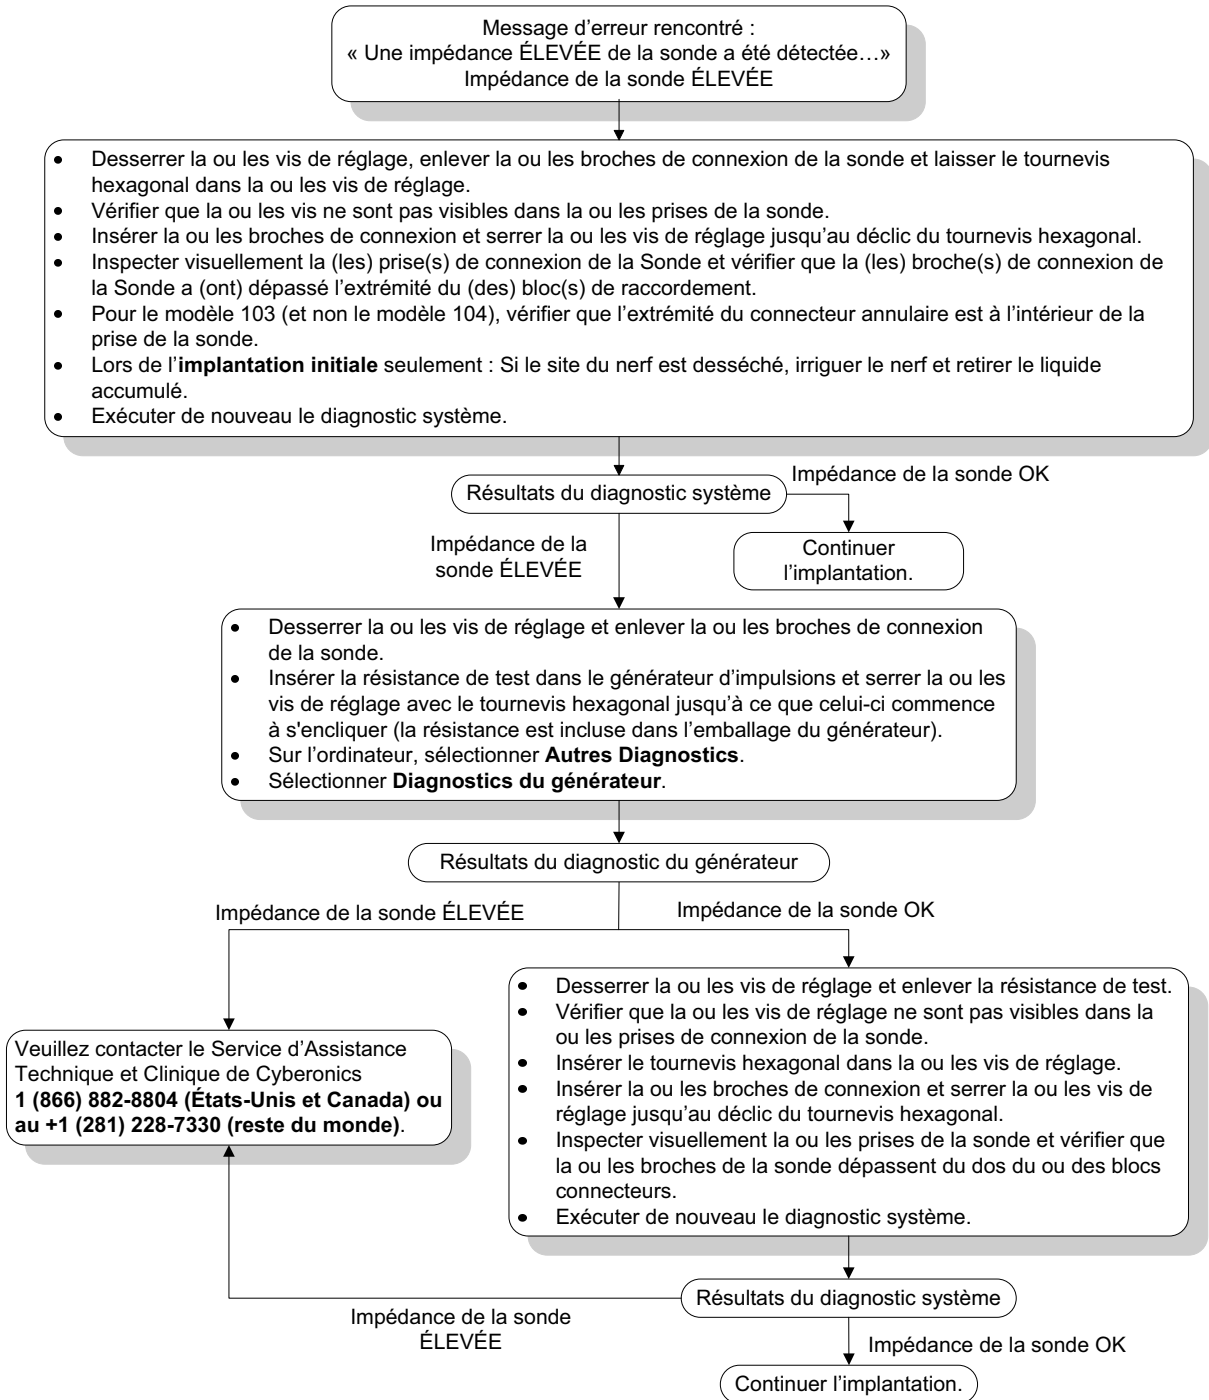 Message d’erreur rencontré :
« Une impédance ÉLEVÉE de la sonde a été détectée…»
Impédance de la sonde ÉLEVÉE
• Desserrer la ou les vis de réglage, enlever la ou les broches de connexion de la sonde et laisser le tournevis
hexagonal dans la ou les vis de réglage.
• Vérifier que la ou les vis ne sont pas visibles dans la ou les prises de la sonde.
• Insérer la ou les broches de connexion et serrer la ou les vis de réglage jusqu’au déclic du tournevis hexagonal.
• Inspecter visuellement la (les) prise(s) de connexion de la Sonde et vérifier que la (les) broche(s) de connexion de
la Sonde a (ont) dépassé l’extrémité du (des) bloc(s) de raccordement.
• Pour le modèle 103 (et non le modèle 104), vérifier que l’extrémité du connecteur annulaire est à l’intérieur de la
prise de la sonde.
• Lors de l’implantation initiale seulement : Si le site du nerf est desséché, irriguer le nerf et retirer le liquide
accumulé.
• Exécuter de nouveau le diagnostic système.
Résultats du diagnostic système
Impédance de la sonde OK
Continuer
l’implantation.
Impédance de la
sonde ÉLEVÉE
• Desserrer la ou les vis de réglage et enlever la ou les broches de connexion
de la sonde.
• Insérer la résistance de test dans le générateur d’impulsions et serrer la ou les
vis de réglage avec le tournevis hexagonal jusqu’à ce que celui-ci commence
à s'encliquer (la résistance est incluse dans l’emballage du générateur).
• Sur l’ordinateur, sélectionner Autres Diagnostics.
• Sélectionner Diagnostics du générateur.
Résultats du diagnostic du générateur
Impédance de la sonde ÉLEVÉE
Impédance de la sonde OK
Veuillez contacter le Service d’Assistance
Technique et Clinique de Cyberonics
1 (866) 882-8804 (États-Unis et Canada) ou
au +1 (281) 228-7330 (reste du monde).
• Desserrer la ou les vis de réglage et enlever la résistance de test.
• Vérifier que la ou les vis de réglage ne sont pas visibles dans la
ou les prises de connexion de la sonde.
• Insérer le tournevis hexagonal dans la ou les vis de réglage.
• Insérer la ou les broches de connexion et serrer la ou les vis de
réglage jusqu’au déclic du tournevis hexagonal.
• Inspecter visuellement la ou les prises de la sonde et vérifier que
la ou les broches de la sonde dépassent du dos du ou des blocs
connecteurs.
• Exécuter de nouveau le diagnostic système.
Résultats du diagnostic système
Impédance de la sonde
ÉLEVÉE
Impédance de la sonde OK
Continuer l’implantation.